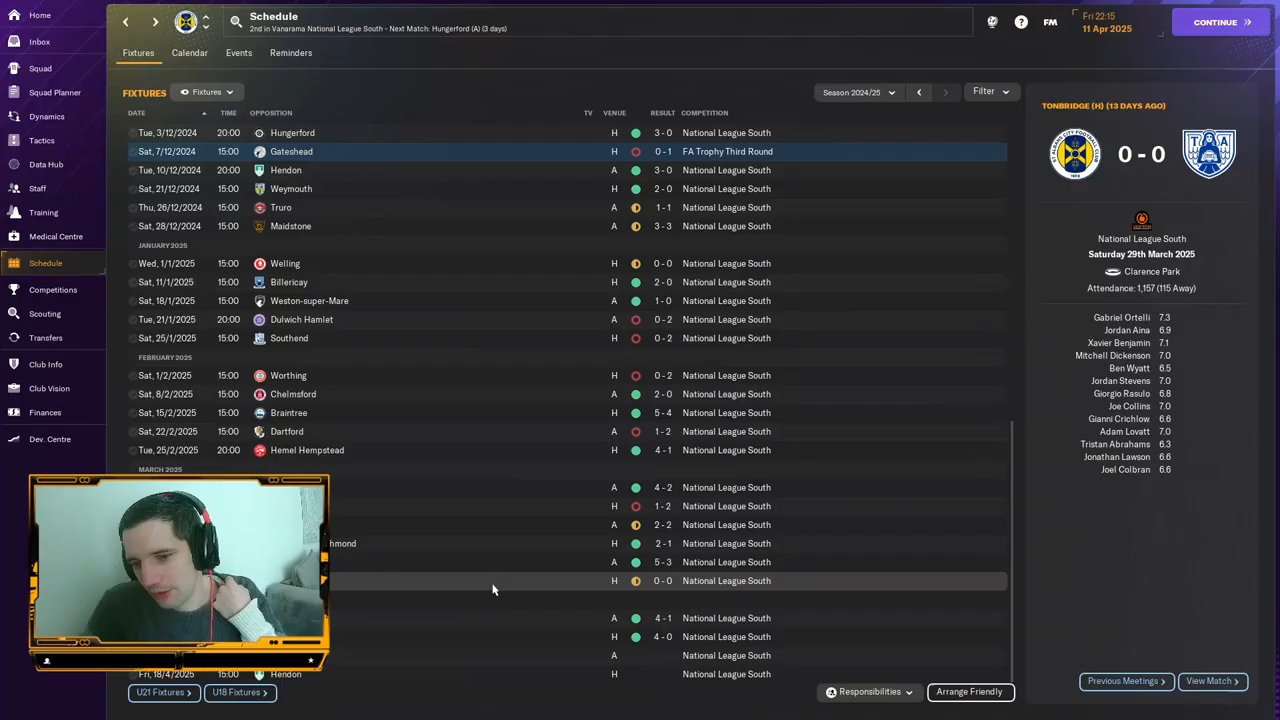 Home
Inbox
Squad
Squad Planner
Dynamics
Tactics
Data Hub
Staff
Training
Medical Centre
Schedule
Competitions
Scouting
Transfers
Club Info
Club Vision
Finances
Dev. Centre
Schedule
2nd in Vanarama National League South - Next Match: Hungerford (A) (3 days)
FM
Fri 22:15
11 Apr 2025
CONTINUE
Fixtures Calendar Events Reminders
FIXTURES Fixtures Season 2024/25 Filter
DATE TIME OPPOSITION TV VENUE RESULT COMPETITION
Tue, 3/12/2024 20:00 Hungerford H 3 - 0 National League South
Sat, 7/12/2024 15:00 Gateshead H 0 - 1 FA Trophy Third Round
Tue, 10/12/2024 20:00 Hendon A 3 - 0 National League South
Sat, 21/12/2024 15:00 Weymouth H 2 - 0 National League South
Thu, 26/12/2024 15:00 Truro A 1 - 1 National League South
Sat, 28/12/2024 15:00 Maidstone A 3 - 3 National League South
JANUARY 2025
Wed, 1/1/2025 15:00 Welling H 0 - 0 National League South
Sat, 11/1/2025 15:00 Billericay H 2 - 0 National League South
Sat, 18/1/2025 15:00 Weston-super-Mare A 1 - 0 National League South
Tue, 21/1/2025 20:00 Dulwich Hamlet A 0 - 2 National League South
Sat, 25/1/2025 15:00 Southend H 0 - 2 National League South
FEBRUARY 2025
Sat, 1/2/2025 15:00 Worthing H 0 - 2 National League South
Sat, 8/2/2025 15:00 Chelmsford A 2 - 0 National League South
Sat, 15/2/2025 15:00 Braintree H 5 - 4 National League South
Sat, 22/2/2025 15:00 Dartford A 1 - 2 National League South
Tue, 25/2/2025 20:00 Hemel Hempstead H 4 - 1 National League South
MARCH 2025
A 4 - 2 National League South
H 1 - 2 National League South
A 2 - 2 National League South
hmond H 2 - 1 National League South
A 5 - 3 National League South
H 0 - 0 National League South
A 4 - 1 National League South
H 4 - 0 National League South
A National League South
Fri, 18/4/2025 15:00 Hendon H National League South
U21 Fixtures U18 Fixtures Responsibilities Arrange Friendly
TONBRIDGE (H) (13 DAYS AGO)
0 - 0
National League South
Saturday 29th March 2025
Clarence Park
Attendance: 1,157 (115 Away)
Gabriel Ortelli 7.3
Jordan Aina 6.9
Xavier Benjamin 7.1
Mitchell Dickenson 7.0
Ben Wyatt 6.5
Jordan Stevens 7.0
Giorgio Rasulo 6.8
Joe Collins 7.0
Gianni Crichlow 6.6
Adam Lovatt 7.0
Tristan Abrahams 6.3
Jonathan Lawson 6.6
Joel Colbran 6.6
Previous Meetings View Match